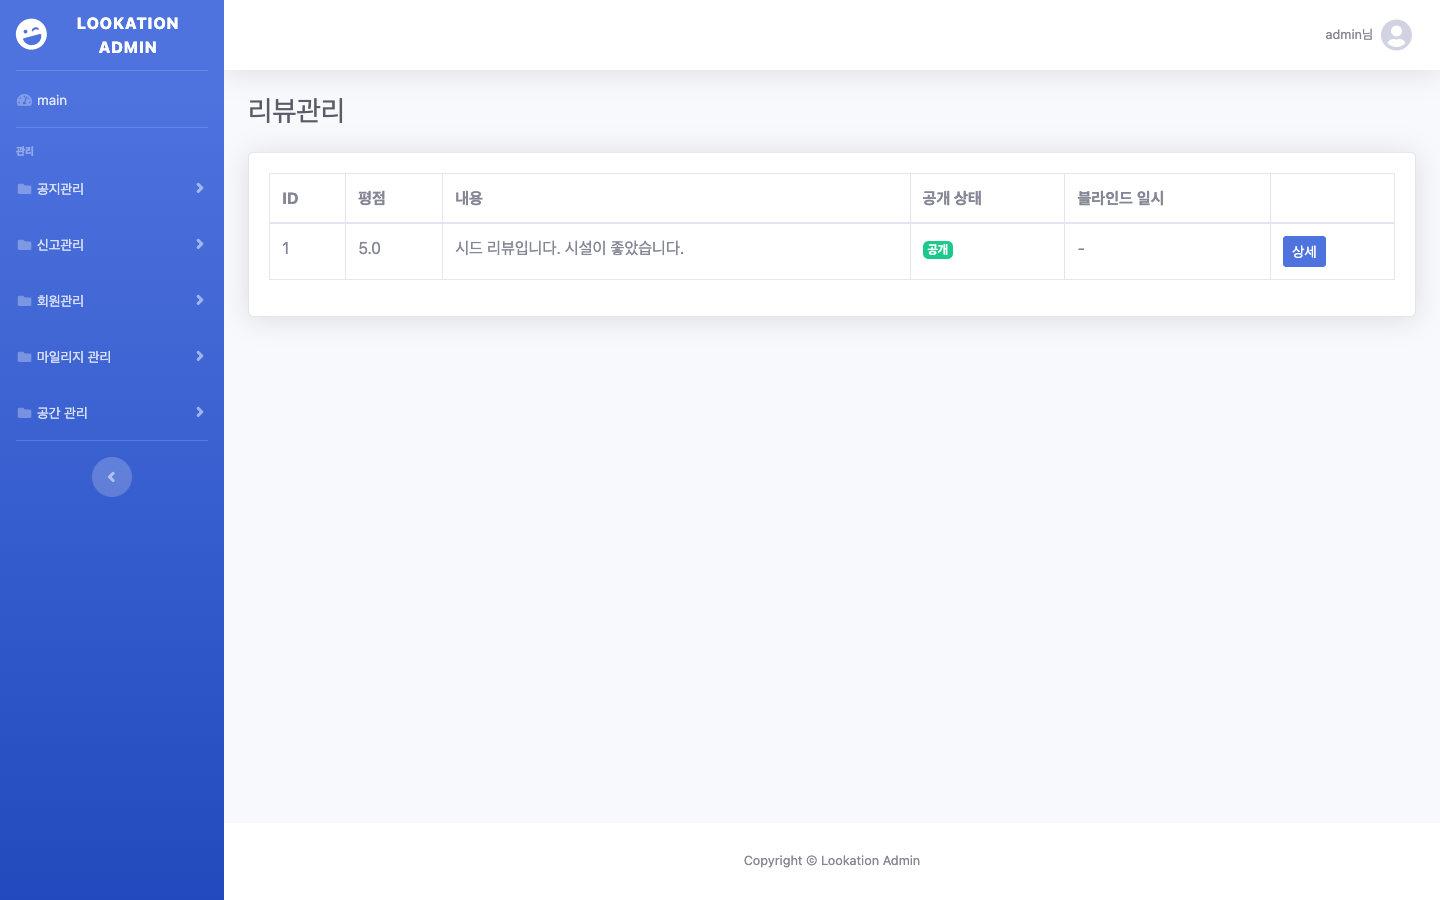 LOOKATION
ADMIN
admin님
main
관리
공지관리
신고관리
회원관리
마일리지 관리
공간 관리
리뷰관리
ID 평점 내용 공개 상태 블라인드 일시
1 5.0 시드 리뷰입니다. 시설이 좋았습니다. 공개 - 상세
Copyright © Lookation Admin